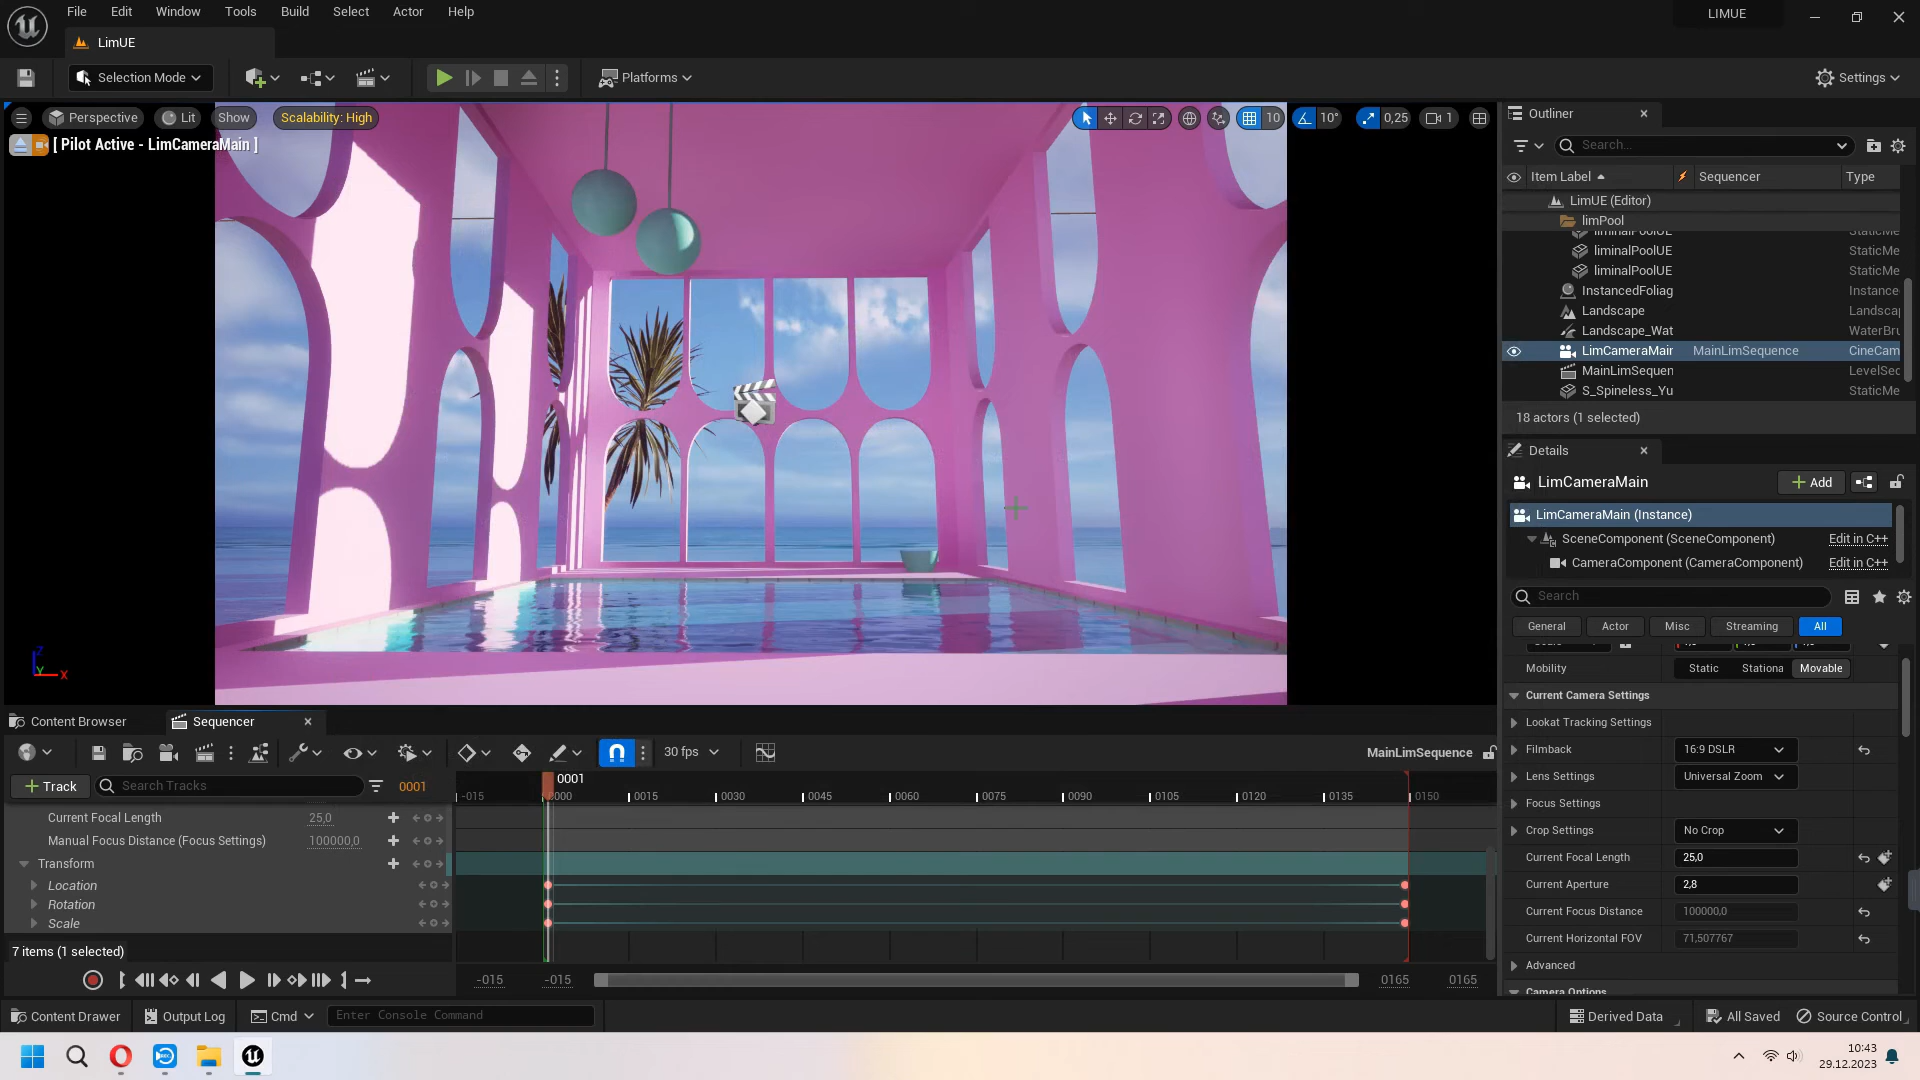 File Edit Window Tools Build Select Actor Help
LIMUE
LimUE
Selection Mode
Platforms
Settings
Perspective Lit Show Scalability: High
10 10° 0,25 1
[ Pilot Active - LimCameraMain ]
Z
Y
X
Outliner
Search...
Item Label Sequencer Type
LimUE (Editor)
limPool
liminalPoolUE StaticMe
liminalPoolUE StaticMe
liminalPoolUE StaticMe
InstancedFoliag Instance
Landscape Landscap
Landscape_Wat WaterBru
LimCameraMair MainLimSequence CineCam
MainLimSequen LevelSec
S_Spineless_Yu StaticMe
18 actors (1 selected)
Details
LimCameraMain
Add
LimCameraMain (Instance)
SceneComponent (SceneComponent) Edit in C++
CameraComponent (CameraComponent) Edit in C++
Search
General Actor Misc Streaming All
Mobility Static Stationa Movable
Current Camera Settings
Lookat Tracking Settings
Filmback 16:9 DSLR
Lens Settings Universal Zoom
Focus Settings
Crop Settings No Crop
Current Focal Length 25,0
Current Aperture 2,8
Current Focus Distance 100000,0
Current Horizontal FOV 71,507767
Advanced
Camera Options
Content Browser Sequencer
30 fps
MainLimSequence
Track Search Tracks 0001
0001
-015 0000 0015 0030 0045 0060 0075 0090 0105 0120 0135 0150
Current Focal Length 25,0
Manual Focus Distance (Focus Settings) 100000,0
Transform
Location
Rotation
Scale
7 items (1 selected)
-015 -015 0165 0165
Content Drawer Output Log Cmd Enter Console Command
Derived Data All Saved Source Control
10:43
29.12.2023